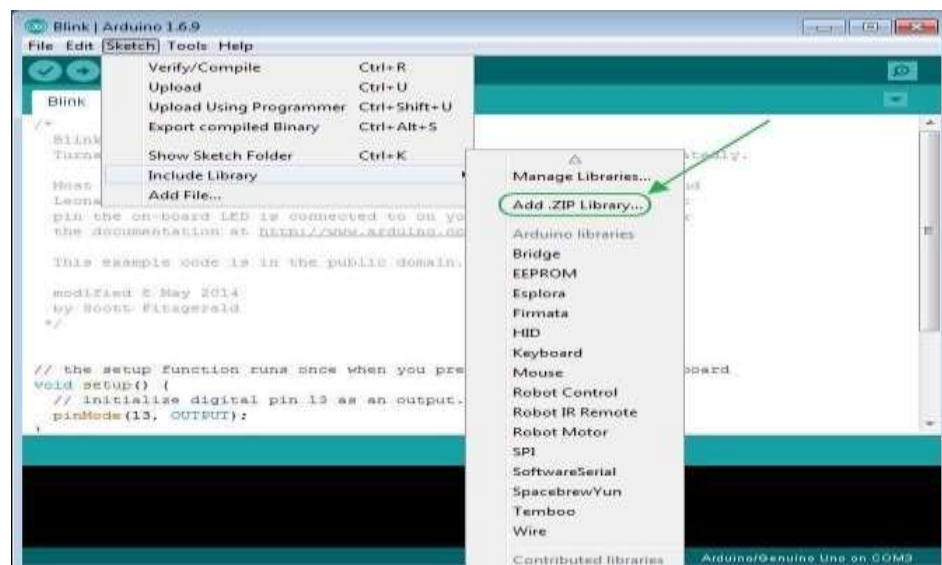 Blink | Arduino 1.6.9
File Edit Sketch Tools Help
Verify/Compile Ctrl+R
Upload Ctrl+U
Upload Using Programmer Ctrl+Shift+U
Export compiled Binary Ctrl+Alt+S
Show Sketch Folder Ctrl+K
Include Library
Add File...
Manage Libraries...
Add .ZIP Library...
Arduino libraries
Bridge
EEPROM
Esplora
Firmata
HID
Keyboard
Mouse
Robot Control
Robot IR Remote
Robot Motor
SPI
SoftwareSerial
SpacebrewYun
Temboo
Wire
Contributed libraries
Blink
/*
Blink
Turns
Most
Leona
pin the on-board LED is connected to on yo
the documentation at http://www.arduino.cc
This example code is in the public domain.
modified 8 May 2014
by Scott Fitzgerald
*/
// the setup function runs once when you pre board
void setup() {
// initialize digital pin 13 as an output.
pinMode(13, OUTPUT);
Arduino/Genuino Uno on COM3